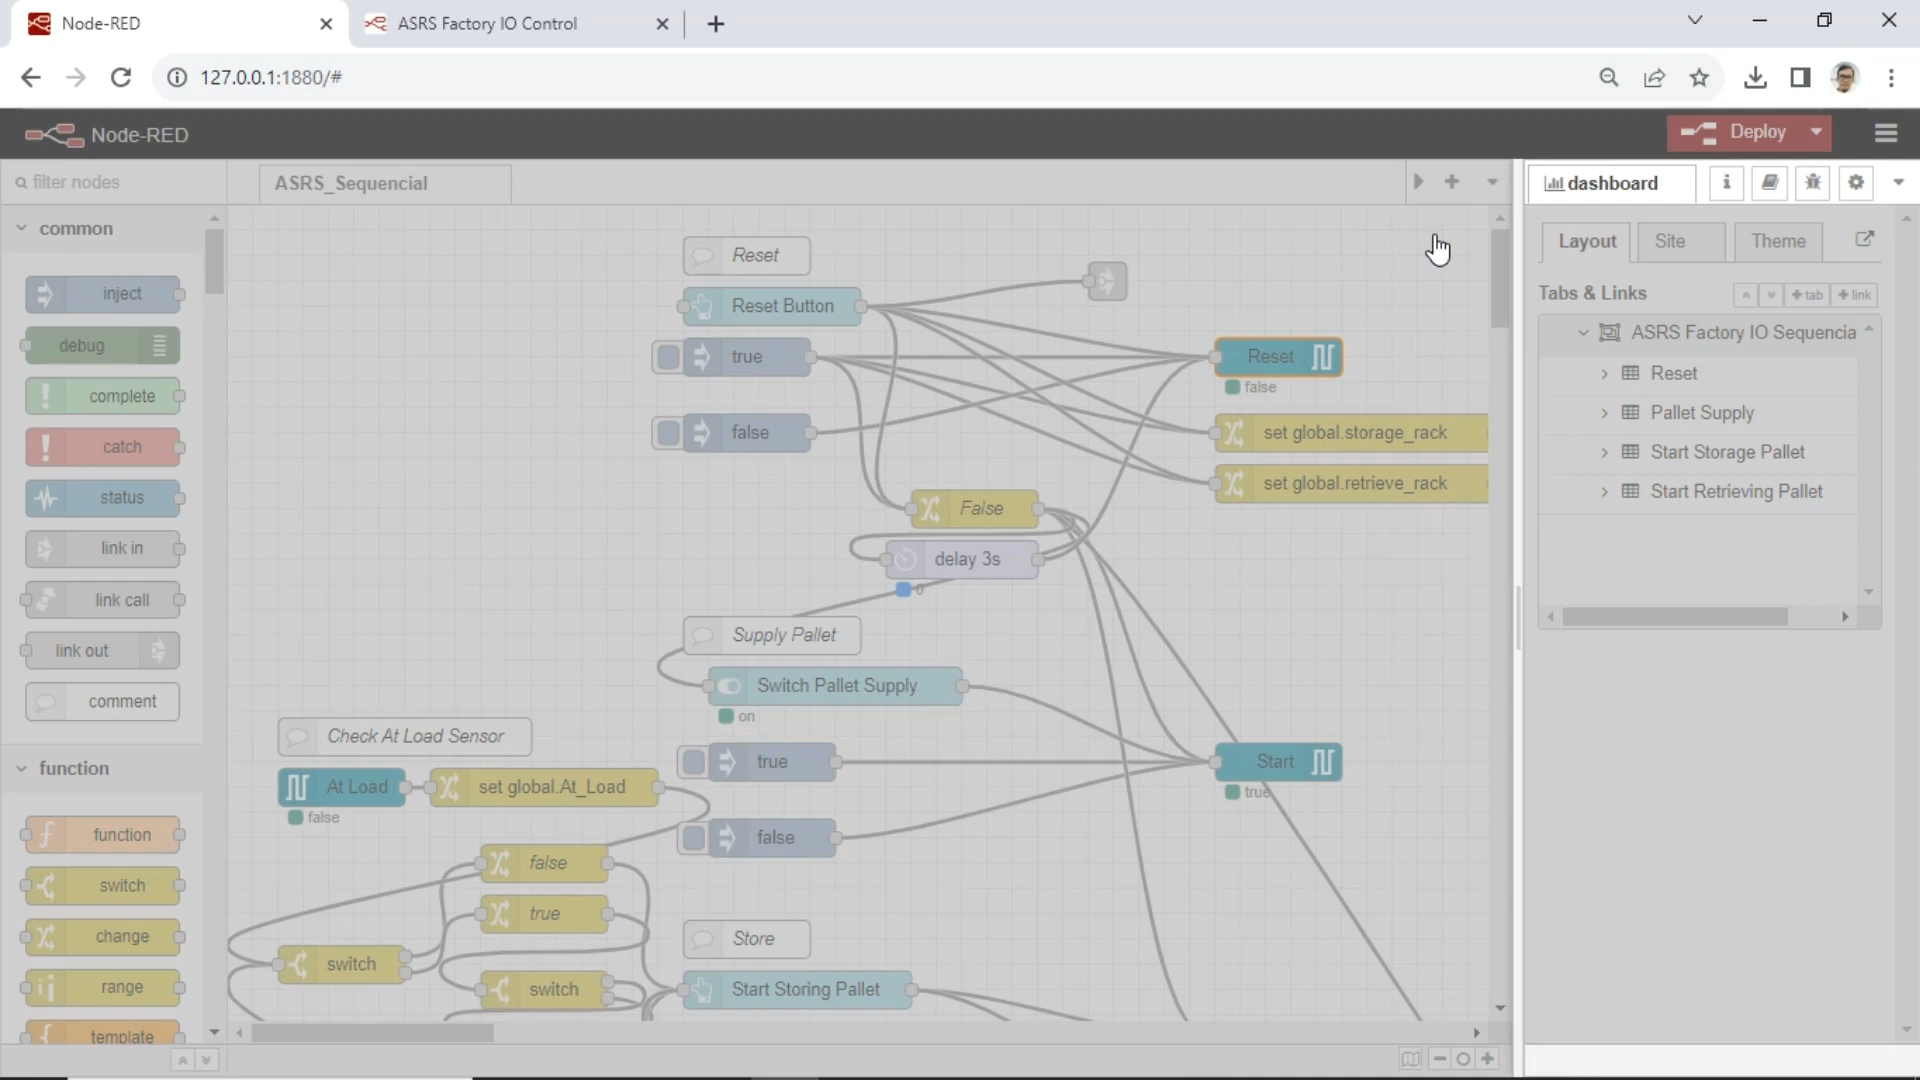 Node-RED
ASRS Factory IO Control
127.0.0.1:1880/#
Node-RED
Deploy
filter nodes
ASRS_Sequencial
dashboard
common
inject
debug
complete
catch
status
link in
link call
link out
comment
function
function
switch
change
range
template
Reset
Reset Button
true
false
Reset
false
set global.storage_rack
set global.retrieve_rack
False
delay 3s
0
Supply Pallet
Switch Pallet Supply
on
Check At Load Sensor
At Load
false
set global.At_Load
true
false
Start
true
false
true
switch
switch
Store
Start Storing Pallet
Layout
Site
Theme
Tabs & Links
tab
link
ASRS Factory IO Sequencia
Reset
Pallet Supply
Start Storage Pallet
Start Retrieving Pallet